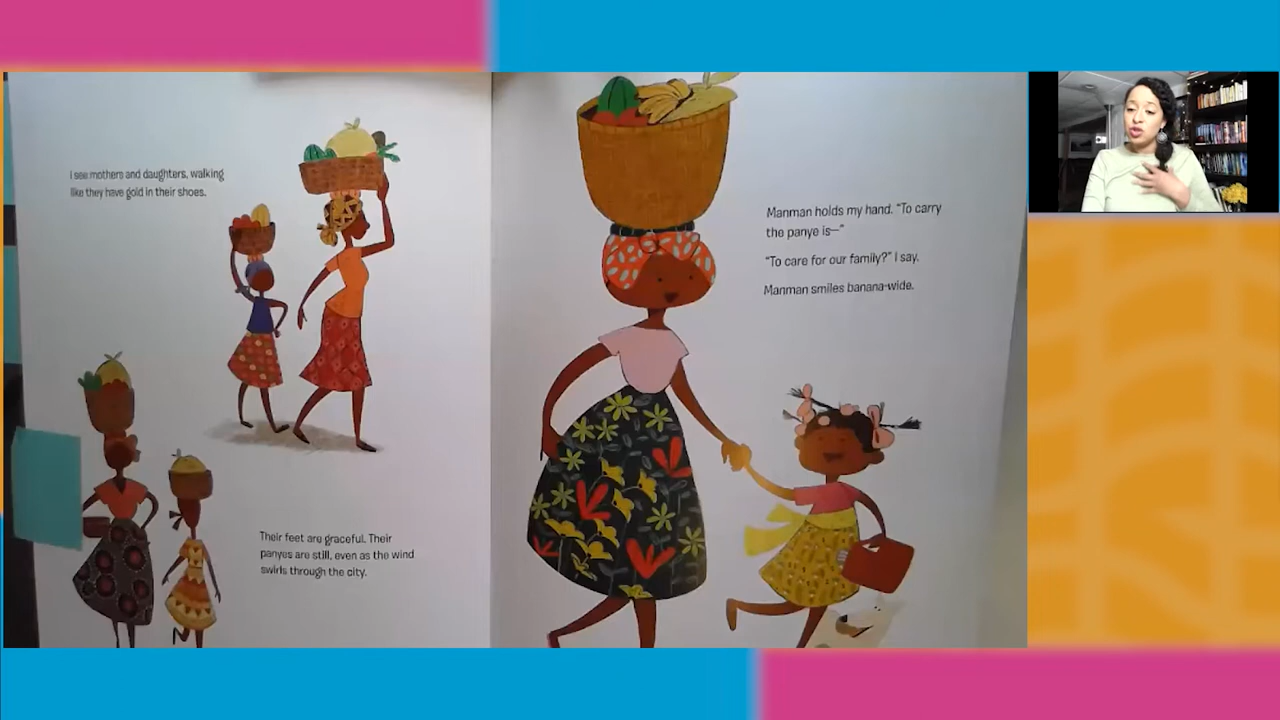 I see mothers and daughters, walking
like they have gold in their shoes.
Their feet are graceful. Their
panyes are still, even as the wind
swirls through the city.
Manman holds my hand. “To carry
the panye is—”
“To care for our family?” I say.
Manman smiles banana-wide.